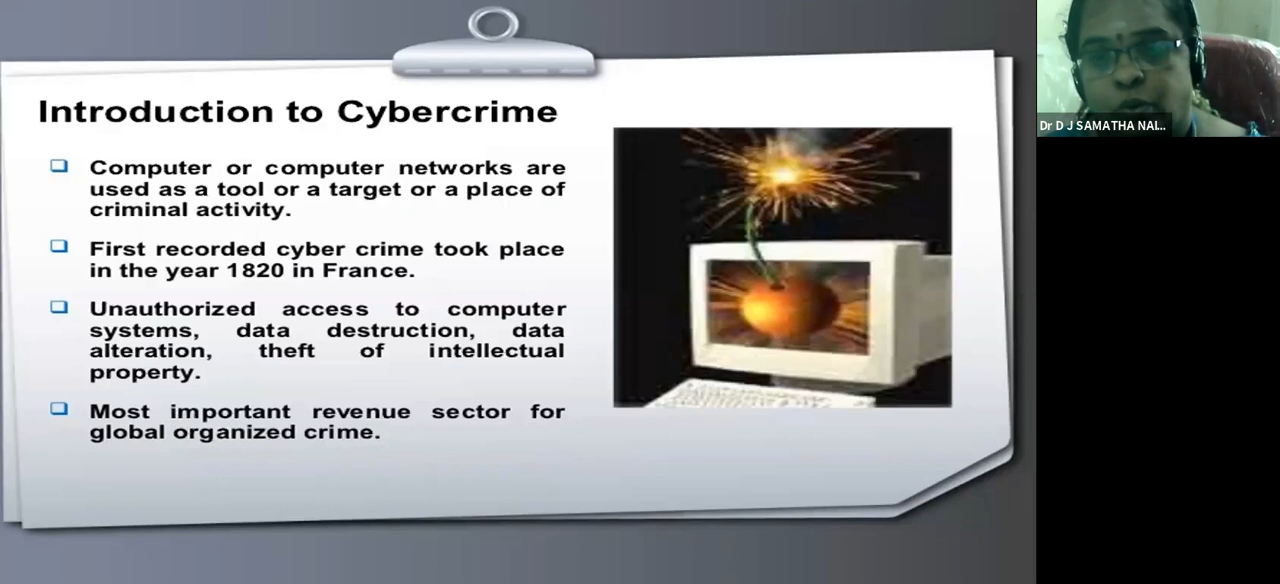 Introduction to Cybercrime
Computer or computer networks are
used as a tool or a target or a place of
criminal activity.
First recorded cyber crime took place
in the year 1820 in France.
Unauthorized access to computer
systems, data destruction, data
alteration, theft of intellectual
property.
Most important revenue sector for
global organized crime.
Dr D J SAMATHA NAI...